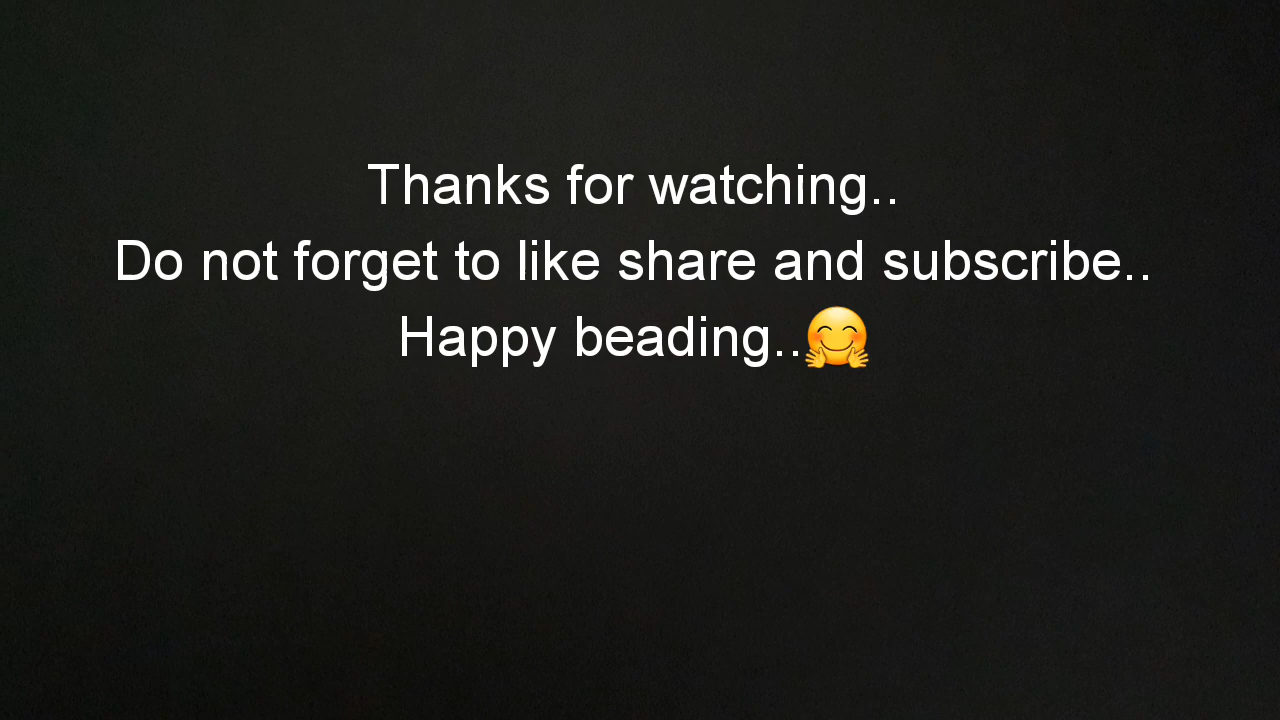 Thanks for watching..
Do not forget to like share and subscribe..
Happy beading..🤗